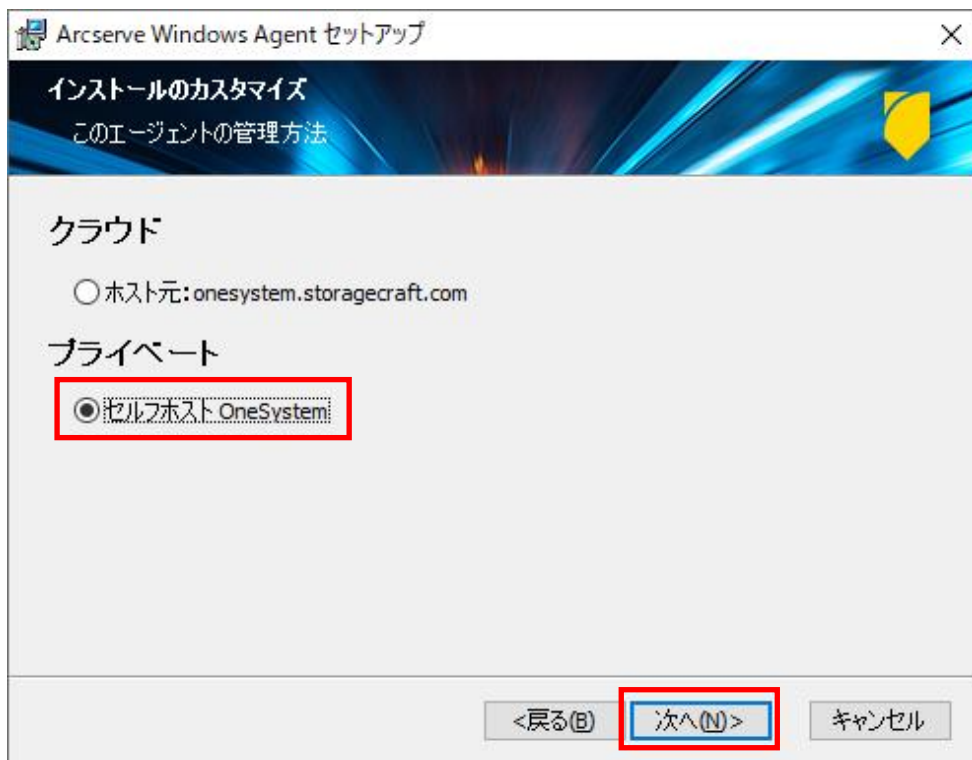 Arcserve Windows Agent セットアップ
インストールのカスタマイズ
このエージェントの管理方法
クラウド
ホスト元：onesystem.storagecraft.com
プライベート
セルフホスト OneSystem
<戻る(B)
次へ(N)>
キャンセル